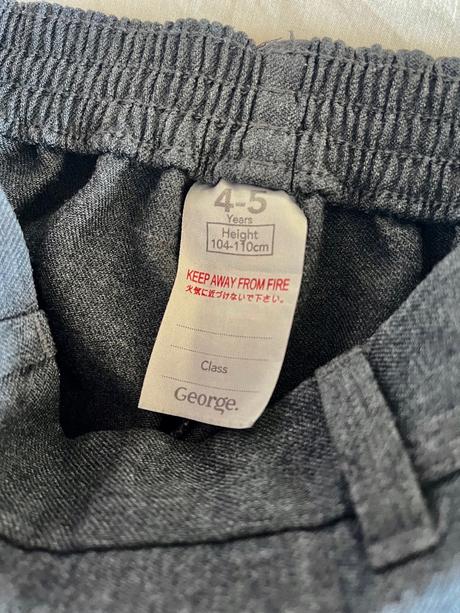 4-5
Years
Height
104-110cm
KEEP AWAY FROM FIRE
火気に近づけないで下さい。
Class
George.